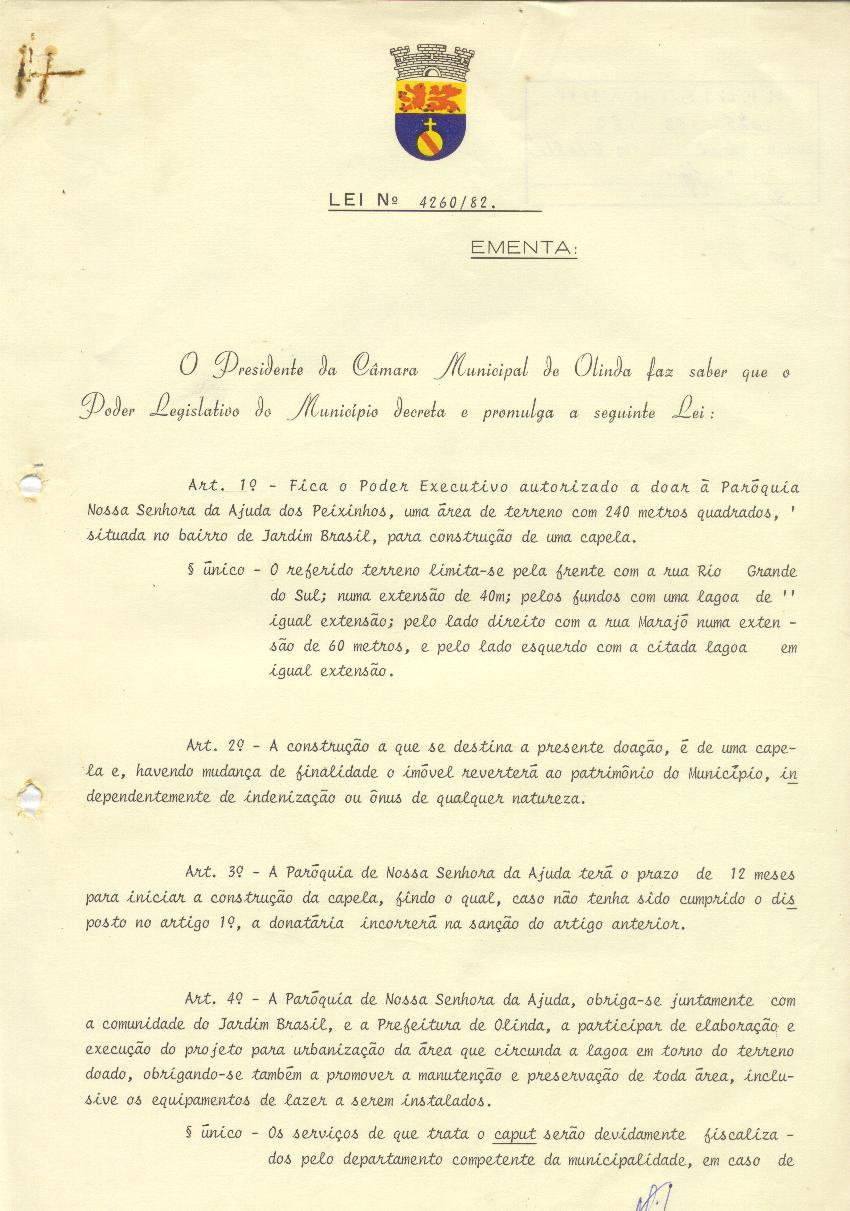 LEI Nº 4260/82.
EMENTA:
O Presidente da Câmara Municipal de Olinda faz saber que o
Poder Legislativo do Município decreta e promulga a seguinte Lei:
Art. 1º - Fica o Poder Executivo autorizado a doar à Paróquia
Nossa Senhora da Ajuda dos Peixinhos, uma área de terreno com 240 metros quadrados, '
situada no bairro de Jardim Brasil, para construção de uma capela.
§ único - O referido terreno limita-se pela frente com a rua Rio Grande
do Sul; numa extensão de 40m; pelos fundos com uma lagoa de ''
igual extensão; pelo lado direito com a rua Marajó numa exten -
são de 60 metros, e pelo lado esquerdo com a citada lagoa em
igual extensão.
Art. 2º - A construção a que se destina a presente doação, é de uma cape-
la e, havendo mudança de finalidade o imóvel reverterá ao patrimônio do Município, in
dependentemente de indenização ou ônus de qualquer natureza.
Art. 3º - A Paróquia de Nossa Senhora da Ajuda terá o prazo de 12 meses
para iniciar a construção da capela, findo o qual, caso não tenha sido cumprido o dis
posto no artigo 1º, a donatária incorrerá na sanção do artigo anterior.
Art. 4º - A Paróquia de Nossa Senhora da Ajuda, obriga-se juntamente com
a comunidade do Jardim Brasil, e a Prefeitura de Olinda, a participar de elaboração e
execução do projeto para urbanização da área que circunda a lagoa em torno do terreno
doado, obrigando-se também a promover a manutenção e preservação de toda área, inclu-
sive os equipamentos de lazer a serem instalados.
§ único - Os serviços de que trata o caput serão devidamente fiscaliza -
dos pelo departamento competente da municipalidade, em caso de